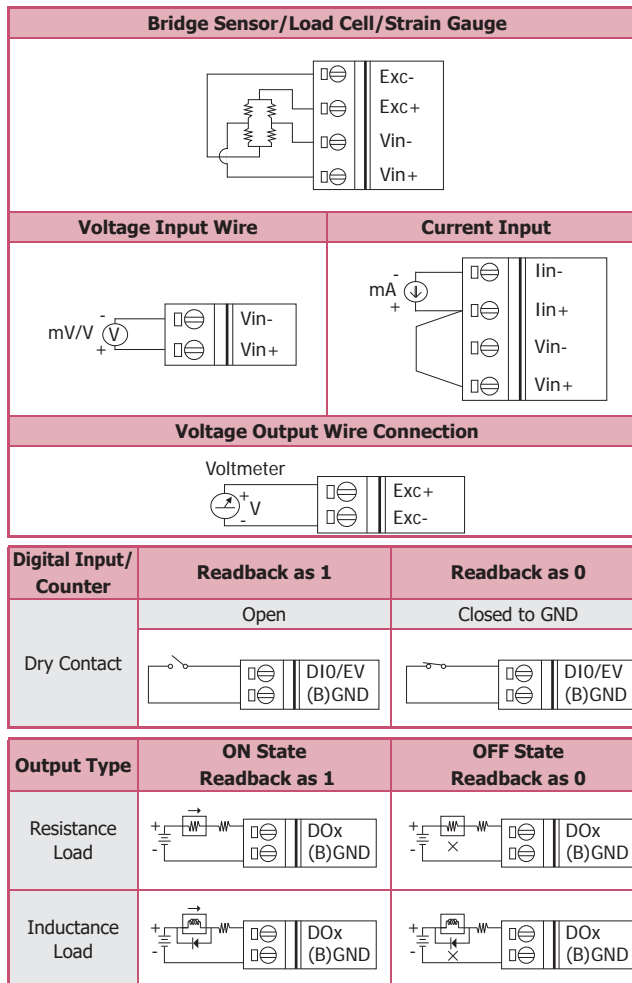 Bridge Sensor/Load Cell/Strain Gauge
Exc-
Exc+
Vin-
Vin+
Voltage Input Wire
Current Input
mV/V
-
V
+
Vin-
Vin+
-
mA
+
Iin-
Iin+
Vin-
Vin+
Voltage Output Wire Connection
Voltmeter
+
V
-
Exc+
Exc-
Digital Input/
Counter
Readback as 1
Readback as 0
Dry Contact
Open
Closed to GND
DI0/EV
(B)GND
DI0/EV
(B)GND
Output Type
ON State
Readback as 1
OFF State
Readback as 0
Resistance
Load
+
-
DOx
(B)GND
+
-
DOx
(B)GND
Inductance
Load
+
-
DOx
(B)GND
+
-
DOx
(B)GND